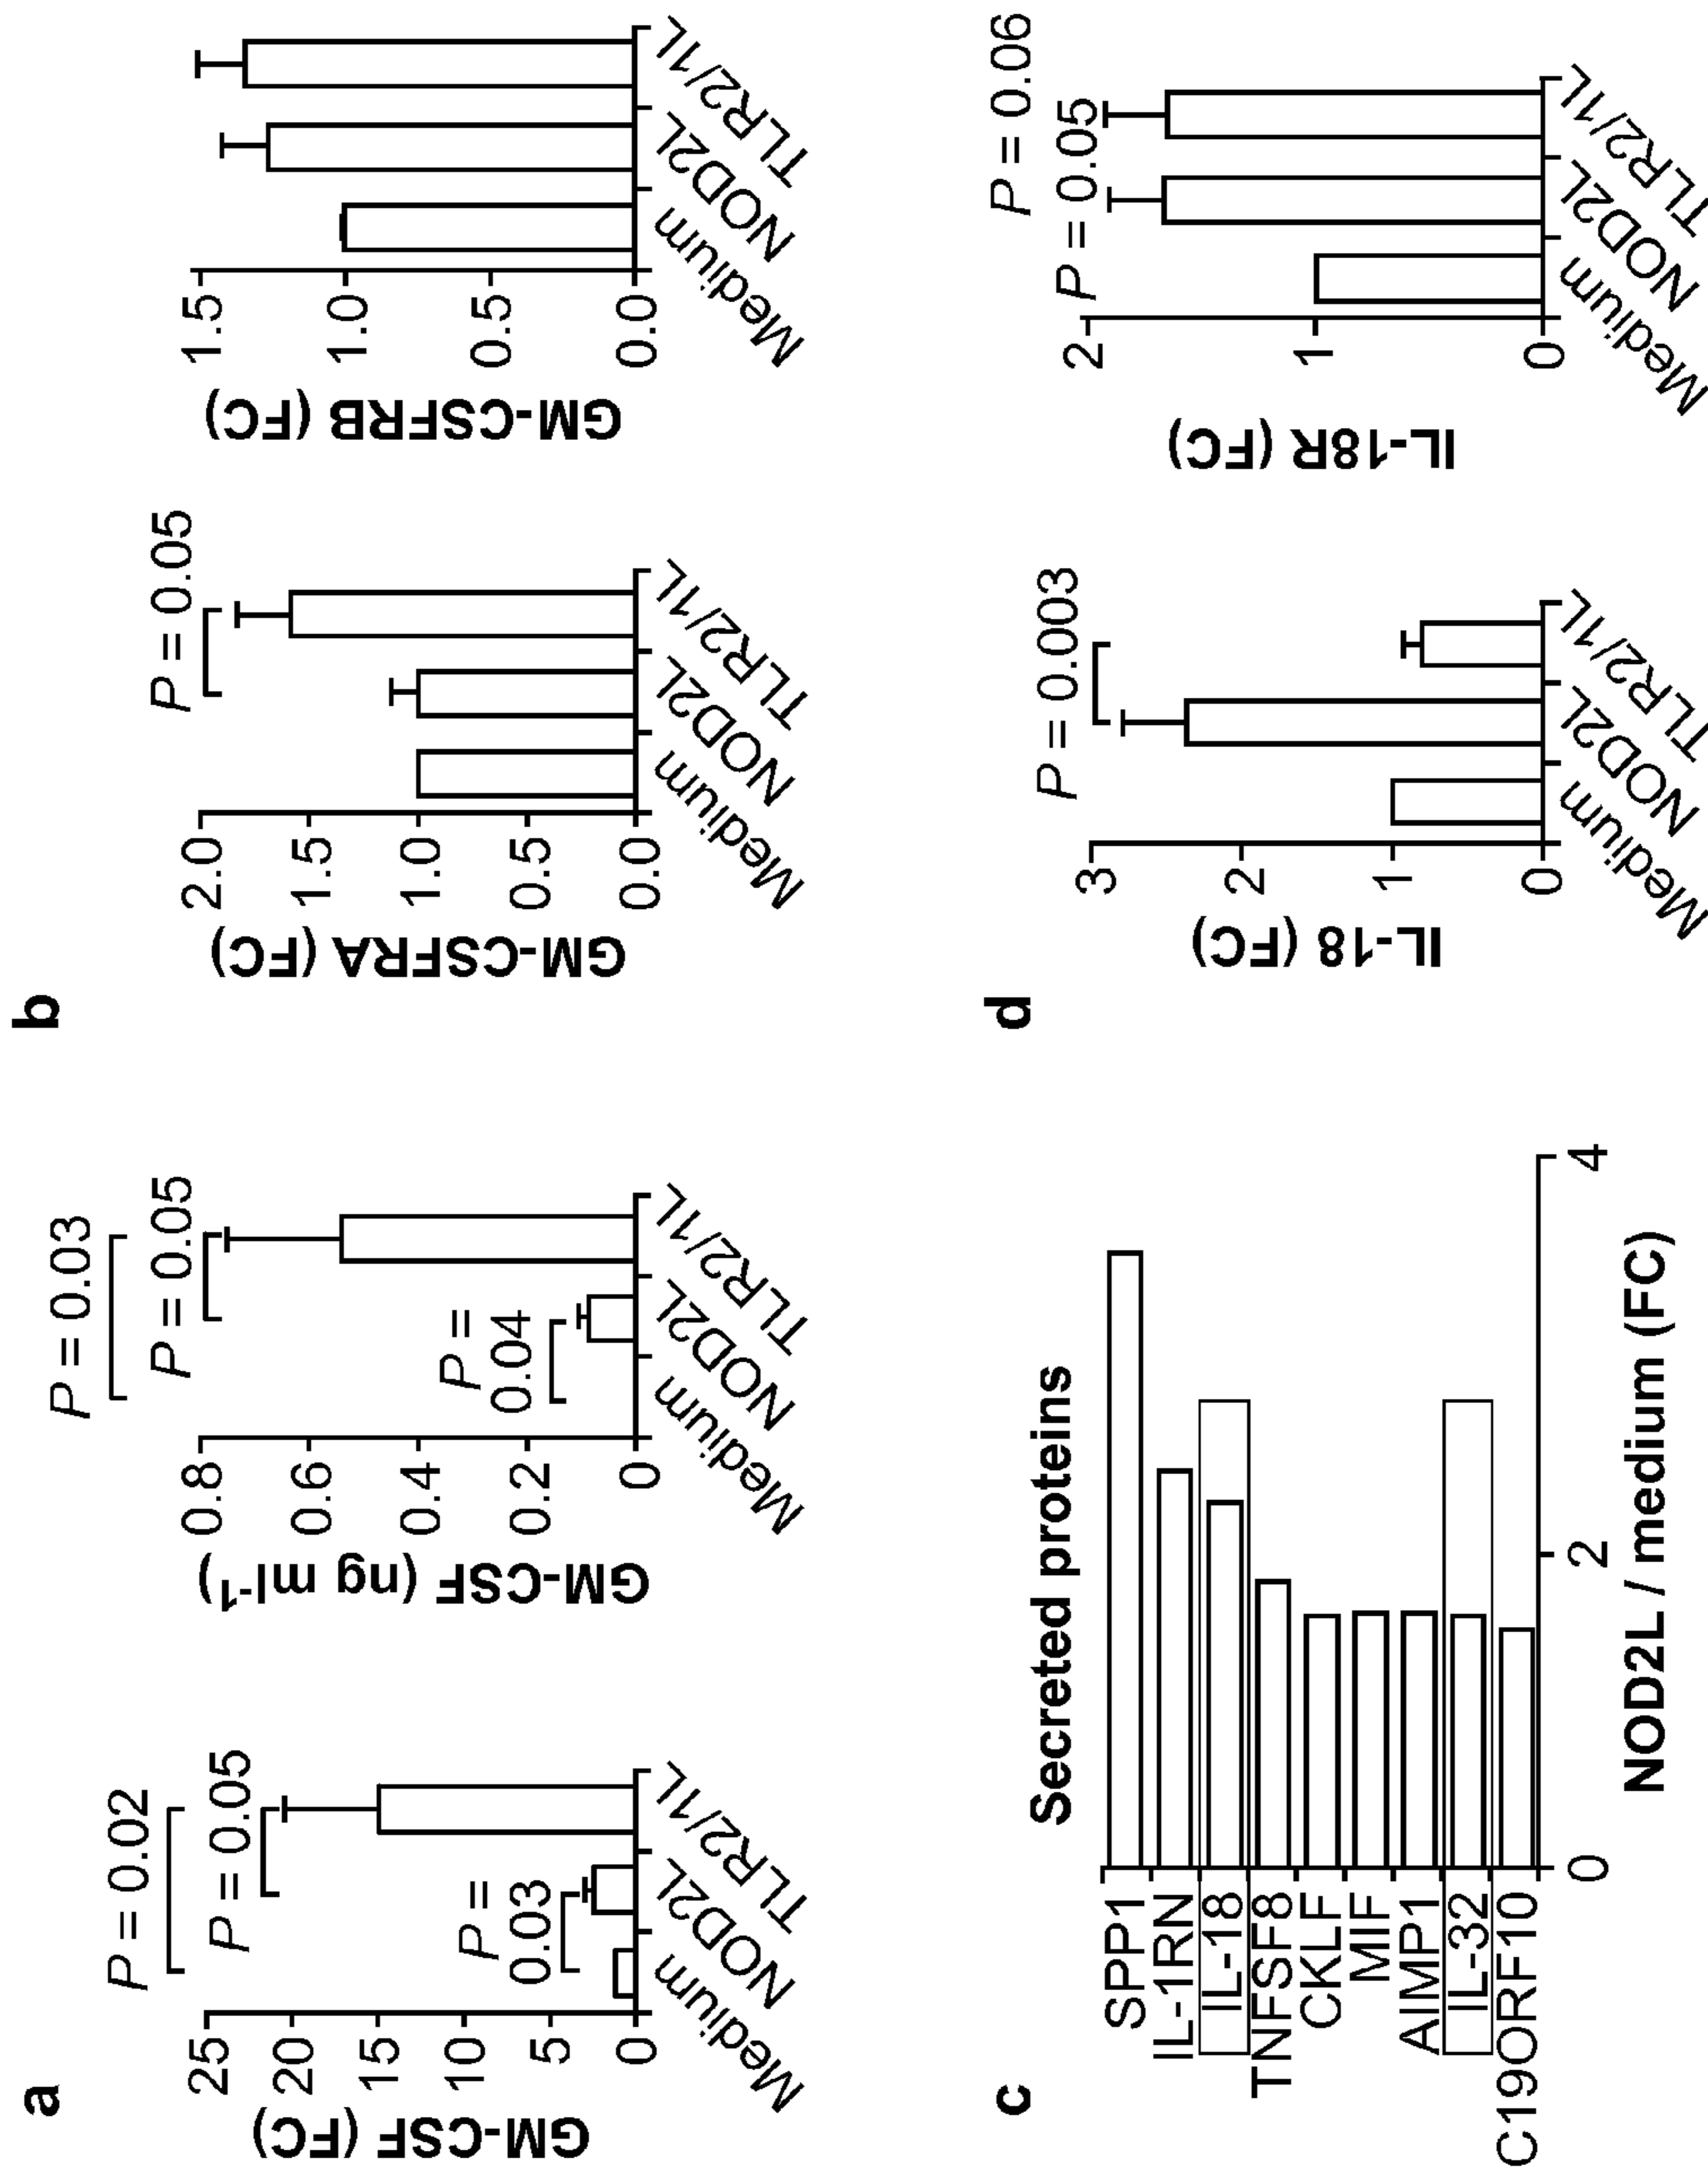 a
GM-CSF (FC)
25
20
15
10
5
0
P = 0.02
P = 0.05
P =
0.03
Medium
NOD2L
TLR2/1L
GM-CSF (ng ml-1)
0.8
0.6
0.4
0.2
0
P = 0.03
P = 0.05
P =
0.04
Medium
NOD2L
TLR2/1L
b
GM-CSFRA (FC)
2.0
1.5
1.0
0.5
0.0
P = 0.05
Medium
NOD2L
TLR2/1L
GM-CSFRB (FC)
1.5
1.0
0.5
0.0
Medium
NOD2L
TLR2/1L
c
Secreted proteins
SPP1
IL-1RN
IL-18
TNFSF8
CKLF
MIF
AIMP1
IL-32
C19ORF10
0
2
4
NOD2L / medium (FC)
d
IL-18 (FC)
3
2
1
0
P = 0.003
Medium
NOD2L
TLR2/1L
IL-18R (FC)
2
1
0
P = 0.06
P = 0.05
Medium
NOD2L
TLR2/1L